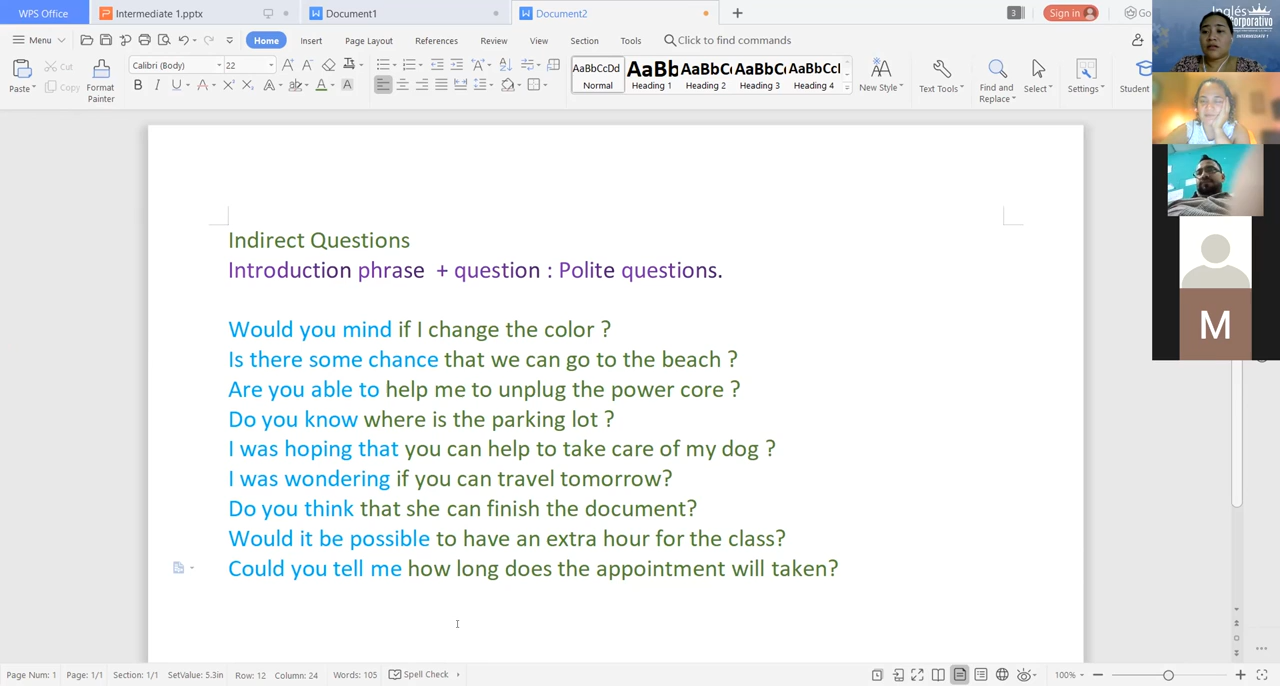 WPS Office
Intermediate 1.pptx
Document1
Document2
3
Sign in
Go
Inglés
Corporativo
INTERMEDIATE 1
Menu
Home
Insert
Page Layout
References
Review
View
Section
Tools
Click to find commands
Paste
Cut
Copy
Format Painter
Calibri (Body)
22
AaBbCcDd
Normal
AaBb
Heading 1
AaBbC
Heading 2
AaBbC
Heading 3
AaBbCcI
Heading 4
New Style
Text Tools
Find and Replace
Select
Settings
Student
Indirect Questions
Introduction phrase + question : Polite questions.
Would you mind if I change the color ?
Is there some chance that we can go to the beach ?
Are you able to help me to unplug the power core ?
Do you know where is the parking lot ?
I was hoping that you can help to take care of my dog ?
I was wondering if you can travel tomorrow?
Do you think that she can finish the document?
Would it be possible to have an extra hour for the class?
Could you tell me how long does the appointment will taken?
M
Page Num: 1 Page: 1/1 Section: 1/1 SetValue: 5.3in Row: 12 Column: 24 Words: 105 Spell Check 100%